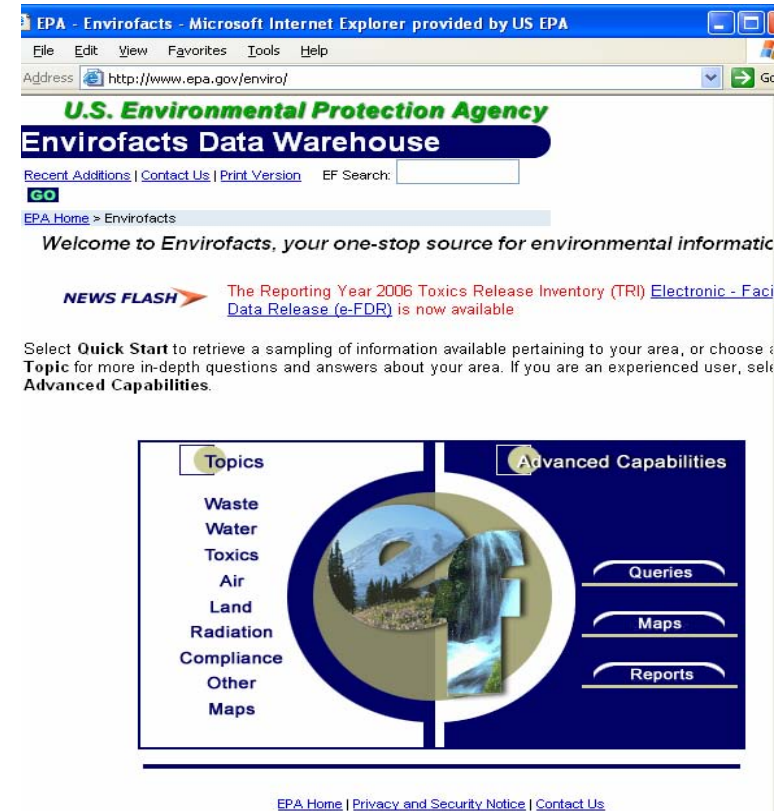 EPA - Envirofacts - Microsoft Internet Explorer provided by US EPA
File Edit View Favorites Tools Help
Address http://www.epa.gov/enviro/ Go
U.S. Environmental Protection Agency
Envirofacts Data Warehouse
Recent Additions | Contact Us | Print Version EF Search:
GO
EPA Home > Envirofacts
Welcome to Envirofacts, your one-stop source for environmental informatio
NEWS FLASH The Reporting Year 2006 Toxics Release Inventory (TRI) Electronic - Faci
Data Release (e-FDR) is now available
Select Quick Start to retrieve a sampling of information available pertaining to your area, or choose a
Topic for more in-depth questions and answers about your area. If you are an experienced user, sele
Advanced Capabilities.
Topics
Waste
Water
Toxics
Air
Land
Radiation
Compliance
Other
Maps
ef
Advanced Capabilities
Queries
Maps
Reports
EPA Home | Privacy and Security Notice | Contact Us